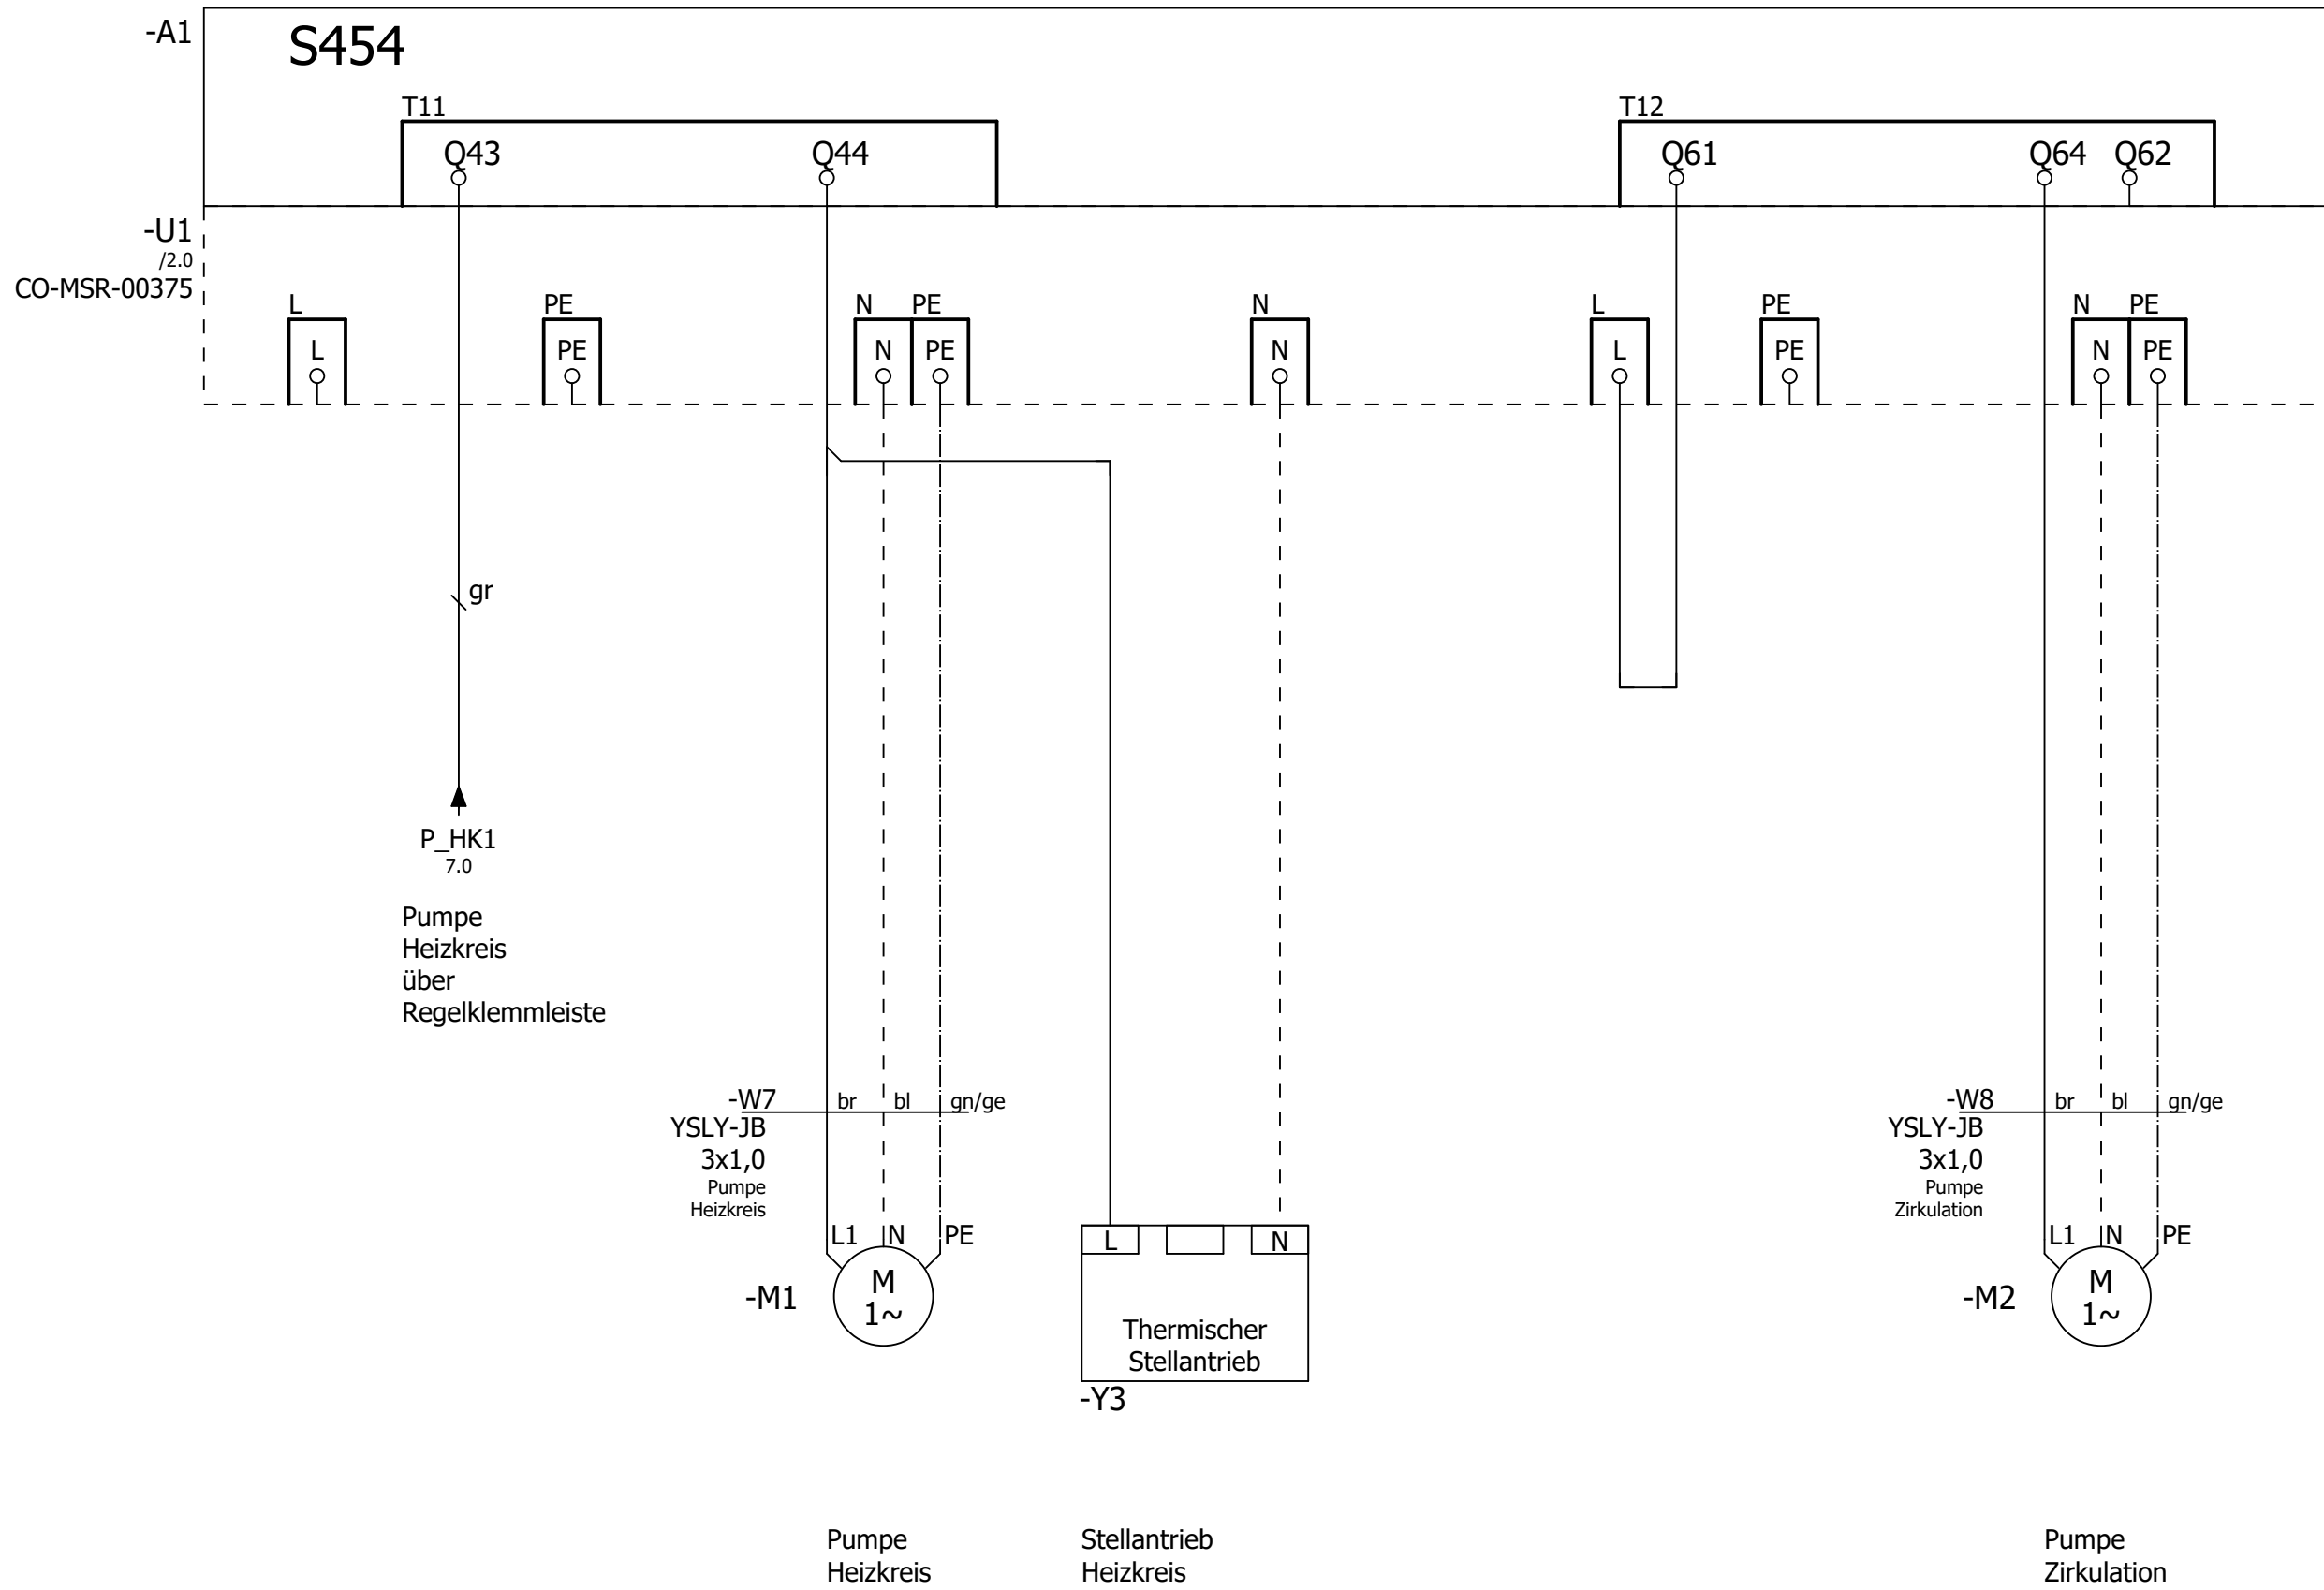 -A1
S454
T11
T12
Q43
Q44
Q61
Q64
Q62
-U1
/2.0
CO-MSR-00375
L
PE
N
PE
N
L
PE
N
PE
L
PE
N
PE
N
L
PE
N
PE
gr
P_HK1
7.0
Pumpe
Heizkreis
über
Regelklemmleiste
-W7
br
bl
gn/ge
YSLY-JB
3x1,0
Pumpe
Heizkreis
-W8
br
bl
gn/ge
YSLY-JB
3x1,0
Pumpe
Zirkulation
L1
N
PE
-M1
M
1~
L
N
Thermischer
Stellantrieb
-Y3
L1
N
PE
-M2
M
1~
Pumpe
Heizkreis
Stellantrieb
Heizkreis
Pumpe
Zirkulation